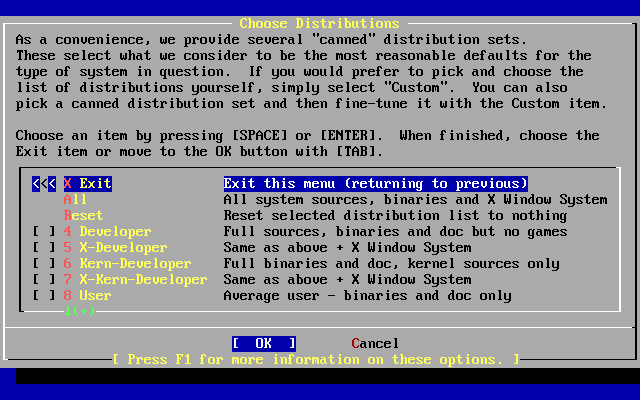 Choose Distributions
As a convenience, we provide several "canned" distribution sets.
These select what we consider to be the most reasonable defaults for the
type of system in question.  If you would prefer to pick and choose the
list of distributions yourself, simply select "Custom".  You can also
pick a canned distribution set and then fine-tune it with the Custom item.
Choose an item by pressing [SPACE] or [ENTER].  When finished, choose the
Exit item or move to the OK button with [TAB].
<<< X Exit Exit this menu (returning to previous)
All All system sources, binaries and X Window System
Reset Reset selected distribution list to nothing
[ ] 4 Developer Full sources, binaries and doc but no games
[ ] 5 X-Developer Same as above + X Window System
[ ] 6 Kern-Developer Full binaries and doc, kernel sources only
[ ] 7 X-Kern-Developer Same as above + X Window System
[ ] 8 User Average user - binaries and doc only
(+)
[ OK ] Cancel
[ Press F1 for more information on these options. ]